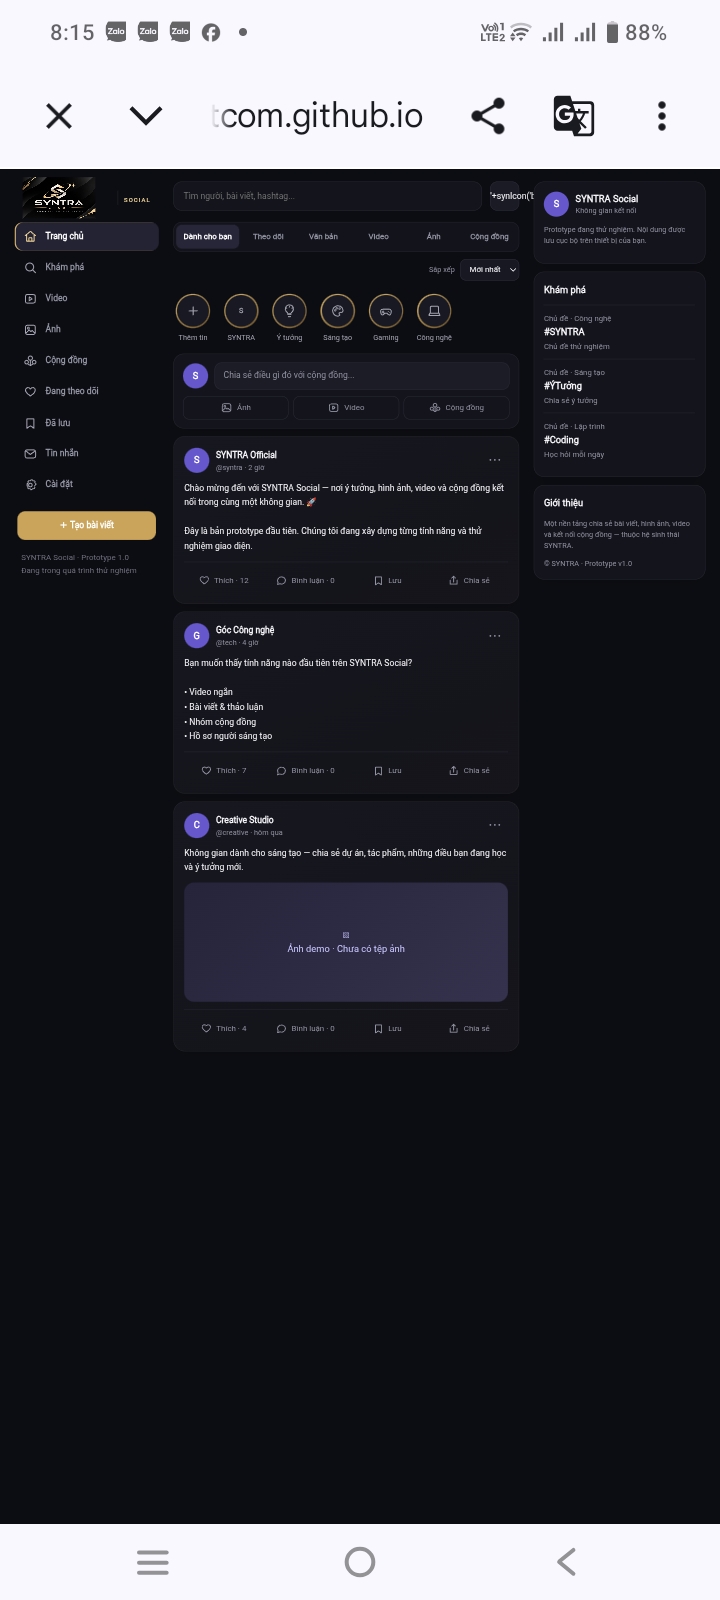 8:15
Zalo
Zalo
Zalo
Vo))1
LTE2
88%
tcom.github.io
SYNTRA
SOCIAL
Trang chủ
Khám phá
Video
Ảnh
Cộng đồng
Đang theo dõi
Đã lưu
Tin nhắn
Cài đặt
+ Tạo bài viết
SYNTRA Social · Prototype 1.0
Đang trong quá trình thử nghiệm
Tìm người, bài viết, hashtag...
'+synIcon('b
Dành cho bạn
Theo dõi
Văn bản
Video
Ảnh
Cộng đồng
Sắp xếp
Mới nhất
Thêm tin
S
SYNTRA
Ý tưởng
Sáng tạo
Gaming
Công nghệ
S
Chia sẻ điều gì đó với cộng đồng...
Ảnh
Video
Cộng đồng
S
SYNTRA Official
@syntra · 2 giờ
Chào mừng đến với SYNTRA Social — nơi ý tưởng, hình ảnh, video và cộng đồng kết
nối trong cùng một không gian. 🚀
Đây là bản prototype đầu tiên. Chúng tôi đang xây dựng từng tính năng và thử
nghiệm giao diện.
Thích · 12
Bình luận · 0
Lưu
Chia sẻ
G
Góc Công nghệ
@tech · 4 giờ
Bạn muốn thấy tính năng nào đầu tiên trên SYNTRA Social?
• Video ngắn
• Bài viết & thảo luận
• Nhóm cộng đồng
• Hồ sơ người sáng tạo
Thích · 7
Bình luận · 0
Lưu
Chia sẻ
C
Creative Studio
@creative · hôm qua
Không gian dành cho sáng tạo — chia sẻ dự án, tác phẩm, những điều bạn đang học
và ý tưởng mới.
Ảnh demo · Chưa có tệp ảnh
Thích · 4
Bình luận · 0
Lưu
Chia sẻ
S
SYNTRA Social
Không gian kết nối
Prototype đang thử nghiệm. Nội dung được
lưu cục bộ trên thiết bị của bạn.
Khám phá
Chủ đề · Công nghệ
#SYNTRA
Chủ đề thử nghiệm
Chủ đề · Sáng tạo
#ÝTưởng
Chia sẻ ý tưởng
Chủ đề · Lập trình
#Coding
Học hỏi mỗi ngày
Giới thiệu
Một nền tảng chia sẻ bài viết, hình ảnh, video
và kết nối cộng đồng — thuộc hệ sinh thái
SYNTRA.
© SYNTRA · Prototype v1.0